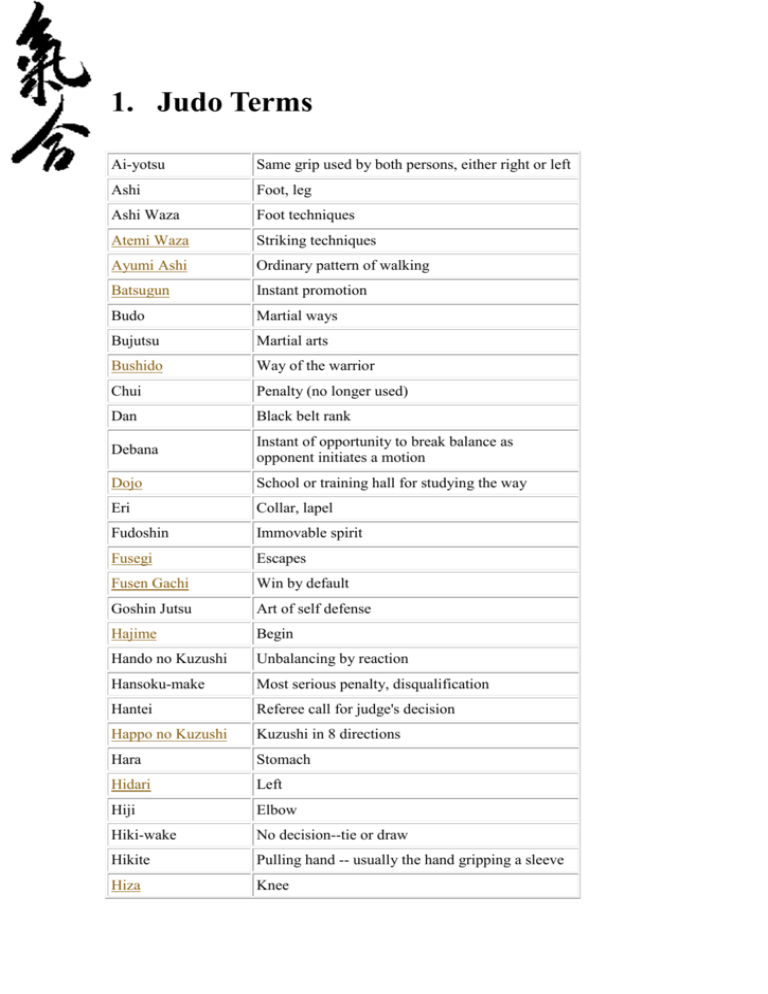 氣合
1. Judo Terms
Ai-yotsu Same grip used by both persons, either right or left
Ashi Foot, leg
Ashi Waza Foot techniques
Atemi Waza Striking techniques
Ayumi Ashi Ordinary pattern of walking
Batsugun Instant promotion
Budo Martial ways
Bujutsu Martial arts
Bushido Way of the warrior
Chui Penalty (no longer used)
Dan Black belt rank
Debana Instant of opportunity to break balance as
opponent initiates a motion
Dojo School or training hall for studying the way
Eri Collar, lapel
Fudoshin Immovable spirit
Fusegi Escapes
Fusen Gachi Win by default
Goshin Jutsu Art of self defense
Hajime Begin
Hando no Kuzushi Unbalancing by reaction
Hansoku-make Most serious penalty, disqualification
Hantei Referee call for judge's decision
Happo no Kuzushi Kuzushi in 8 directions
Hara Stomach
Hidari Left
Hiji Elbow
Hiki-wake No decision--tie or draw
Hikite Pulling hand -- usually the hand gripping a sleeve
Hiza Knee